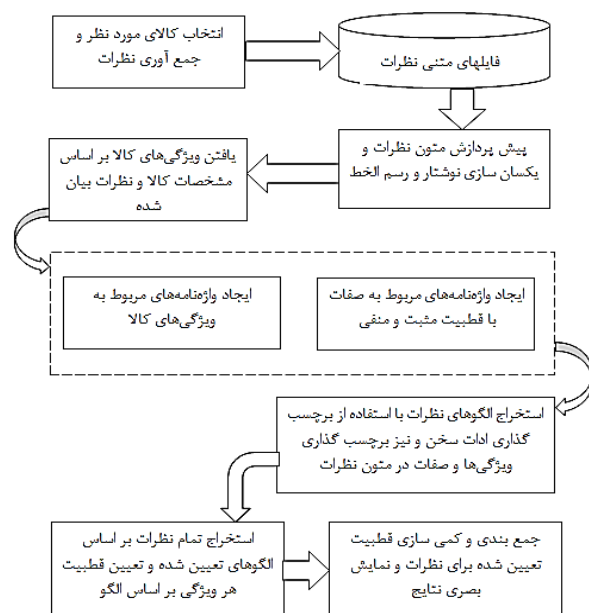 انتخاب کالای مورد نظر و
جمع آوری نظرات
فایلهای متنی نظرات
پیش پردازش متون نظرات و
یکسان سازی نوشتار و رسم الخط
یافتن ویژگی‌های کالا بر اساس
مشخصات کالا و نظرات بیان
شده
ایجاد واژه‌نامه‌های مربوط به صفات
با قطبیت مثبت و منفی
ایجاد واژه‌نامه‌های مربوط به
ویژگی‌های کالا
استخراج الگوهای نظرات با استفاده از برچسب
گذاری ادات سخن و نیز برچسب گذاری
ویژگی‌ها و صفات در متون نظرات
استخراج تمام نظرات بر اساس
الگوهای تعیین شده و تعیین قطبیت
هر ویژگی بر اساس الگو
جمع بندی و کمی سازی قطبیت
تعیین شده برای نظرات و نمایش
بصری نتایج